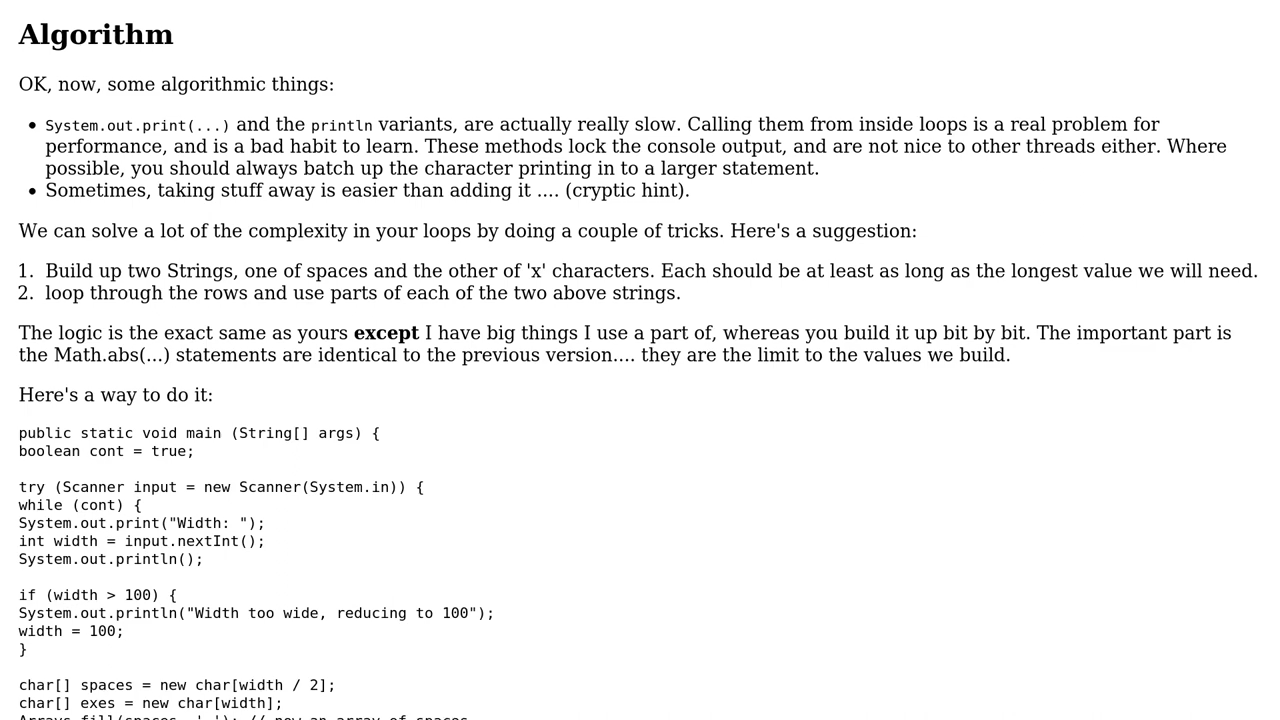 Algorithm
OK, now, some algorithmic things:
• System.out.print(...) and the println variants, are actually really slow. Calling them from inside loops is a real problem for
performance, and is a bad habit to learn. These methods lock the console output, and are not nice to other threads either. Where
possible, you should always batch up the character printing in to a larger statement.
• Sometimes, taking stuff away is easier than adding it .... (cryptic hint).
We can solve a lot of the complexity in your loops by doing a couple of tricks. Here's a suggestion:
1. Build up two Strings, one of spaces and the other of 'x' characters. Each should be at least as long as the longest value we will need.
2. loop through the rows and use parts of each of the two above strings.
The logic is the exact same as yours except I have big things I use a part of, whereas you build it up bit by bit. The important part is
the Math.abs(...) statements are identical to the previous version.... they are the limit to the values we build.
Here's a way to do it:
public static void main (String[] args) {
boolean cont = true;
try (Scanner input = new Scanner(System.in)) {
while (cont) {
System.out.print("Width: ");
int width = input.nextInt();
System.out.println();
if (width > 100) {
System.out.println("Width too wide, reducing to 100");
width = 100;
}
char[] spaces = new char[width / 2];
char[] exes = new char[width];
Arrays.fill(spaces, ' '); // now an array of spaces